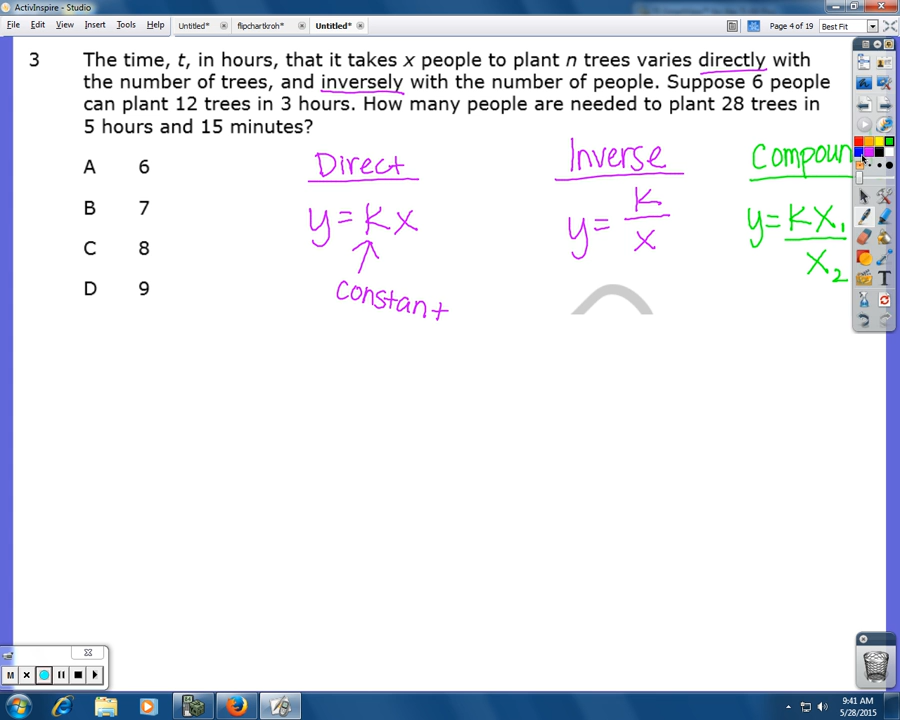 ActivInspire - Studio
File Edit View Insert Tools Help
Untitled* flipchartkroh* Untitled*
Page 4 of 19 Best Fit
3 The time, t, in hours, that it takes x people to plant n trees varies directly with
the number of trees, and inversely with the number of people. Suppose 6 people
can plant 12 trees in 3 hours. How many people are needed to plant 28 trees in
5 hours and 15 minutes?
A 6
B 7
C 8
D 9
Direct
y = kx
constant
Inverse
y = k/x
Compoun
y = kx₁/x₂
M
9:41 AM
5/28/2015